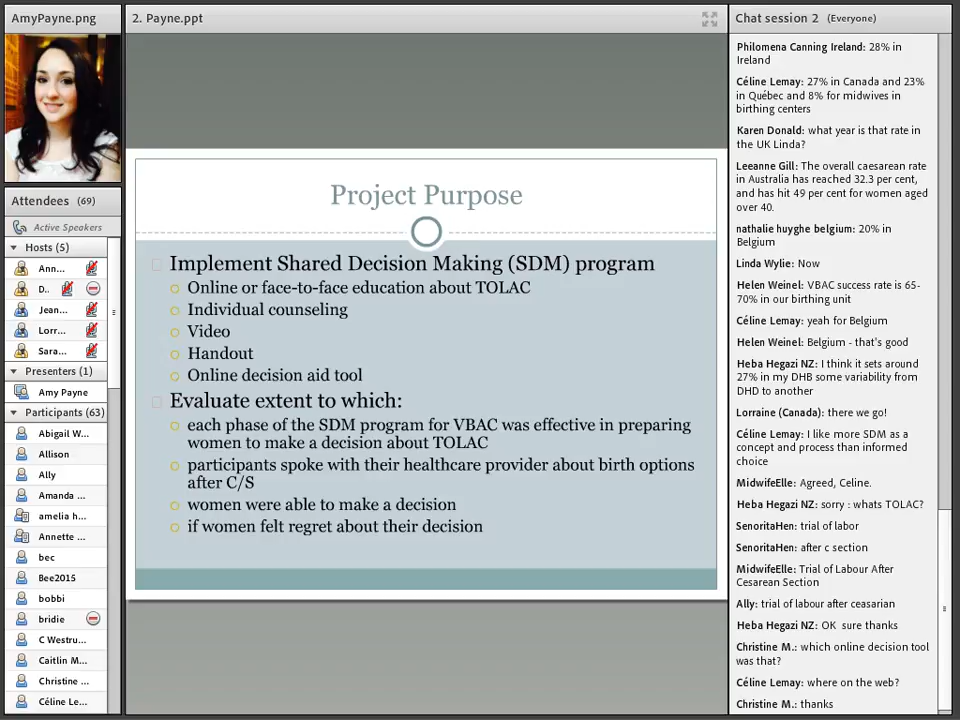 AmyPayne.png
Attendees (69)
Active Speakers
Hosts (5)
Ann...
D..
Jean...
Lorr...
Sara...
Presenters (1)
Amy Payne
Participants (63)
Abigail W...
Allison
Ally
Amanda ...
amelia h...
Annette ...
bec
Bee2015
bobbi
bridie
C Westru...
Caitlin M...
Christine ...
Céline Le...
2. Payne.ppt
Project Purpose
Implement Shared Decision Making (SDM) program
Online or face-to-face education about TOLAC
Individual counseling
Video
Handout
Online decision aid tool
Evaluate extent to which:
each phase of the SDM program for VBAC was effective in preparing
women to make a decision about TOLAC
participants spoke with their healthcare provider about birth options
after C/S
women were able to make a decision
if women felt regret about their decision
Chat session 2 (Everyone)
Philomena Canning Ireland: 28% in
Ireland
Céline Lemay: 27% in Canada and 23%
in Québec and 8% for midwives in
birthing centers
Karen Donald: what year is that rate in
the UK Linda?
Leeanne Gill: The overall caesarean rate
in Australia has reached 32.3 per cent,
and has hit 49 per cent for women aged
over 40.
nathalie huyghe belgium: 20% in
Belgium
Linda Wylie: Now
Helen Weinel: VBAC success rate is 65-
70% in our birthing unit
Céline Lemay: yeah for Belgium
Helen Weinel: Belgium - that's good
Heba Hegazi NZ: I think it sets around
27% in my DHB some variability from
DHD to another
Lorraine (Canada): there we go!
Céline Lemay: I like more SDM as a
concept and process than informed
choice
MidwifeElle: Agreed, Celine.
Heba Hegazi NZ: sorry : whats TOLAC?
SenoritaHen: trial of labor
SenoritaHen: after c section
MidwifeElle: Trial of Labour After
Cesarean Section
Ally: trial of labour after ceasarian
Heba Hegazi NZ: OK sure thanks
Christine M.: which online decision tool
was that?
Céline Lemay: where on the web?
Christine M.: thanks